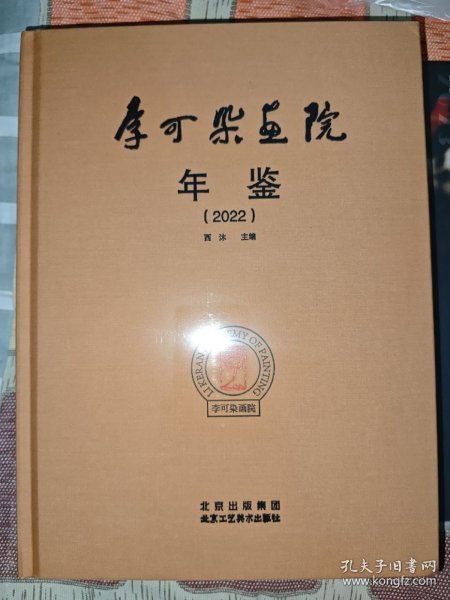 李可染画院
年鉴
（2022）
西沐 主编
LI KERAN ACADEMY OF PAINTING
李可染画院
北京出版集团
北京工艺美术出版社
孔夫子旧书网
www.kongfz.com